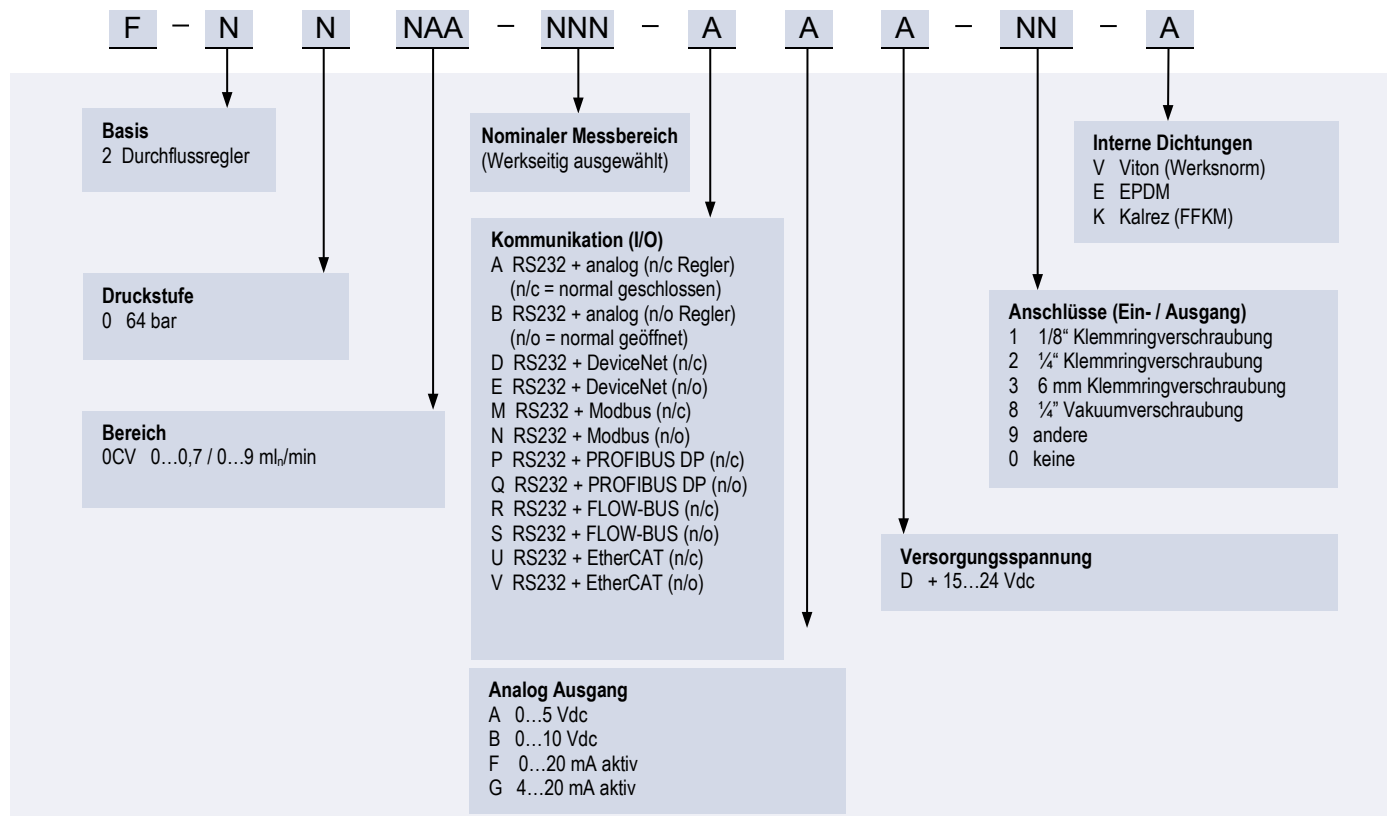 F – N N NAA – NNN – A A A – NN – A
Basis
2 Durchflussregler
Druckstufe
0 64 bar
Bereich
0CV 0…0,7 / 0…9 mlₙ/min
Nominaler Messbereich
(Werkseitig ausgewählt)
Kommunikation (I/O)
A RS232 + analog (n/c Regler)
(n/c = normal geschlossen)
B RS232 + analog (n/o Regler)
(n/o = normal geöffnet)
D RS232 + DeviceNet (n/c)
E RS232 + DeviceNet (n/o)
M RS232 + Modbus (n/c)
N RS232 + Modbus (n/o)
P RS232 + PROFIBUS DP (n/c)
Q RS232 + PROFIBUS DP (n/o)
R RS232 + FLOW-BUS (n/c)
S RS232 + FLOW-BUS (n/o)
U RS232 + EtherCAT (n/c)
V RS232 + EtherCAT (n/o)
Analog Ausgang
A 0…5 Vdc
B 0…10 Vdc
F 0…20 mA aktiv
G 4…20 mA aktiv
Interne Dichtungen
V Viton (Werksnorm)
E EPDM
K Kalrez (FFKM)
Anschlüsse (Ein- / Ausgang)
1 1/8“ Klemmringverschraubung
2 ¼“ Klemmringverschraubung
3 6 mm Klemmringverschraubung
8 ¼” Vakuumverschraubung
9 andere
0 keine
Versorgungsspannung
D + 15…24 Vdc